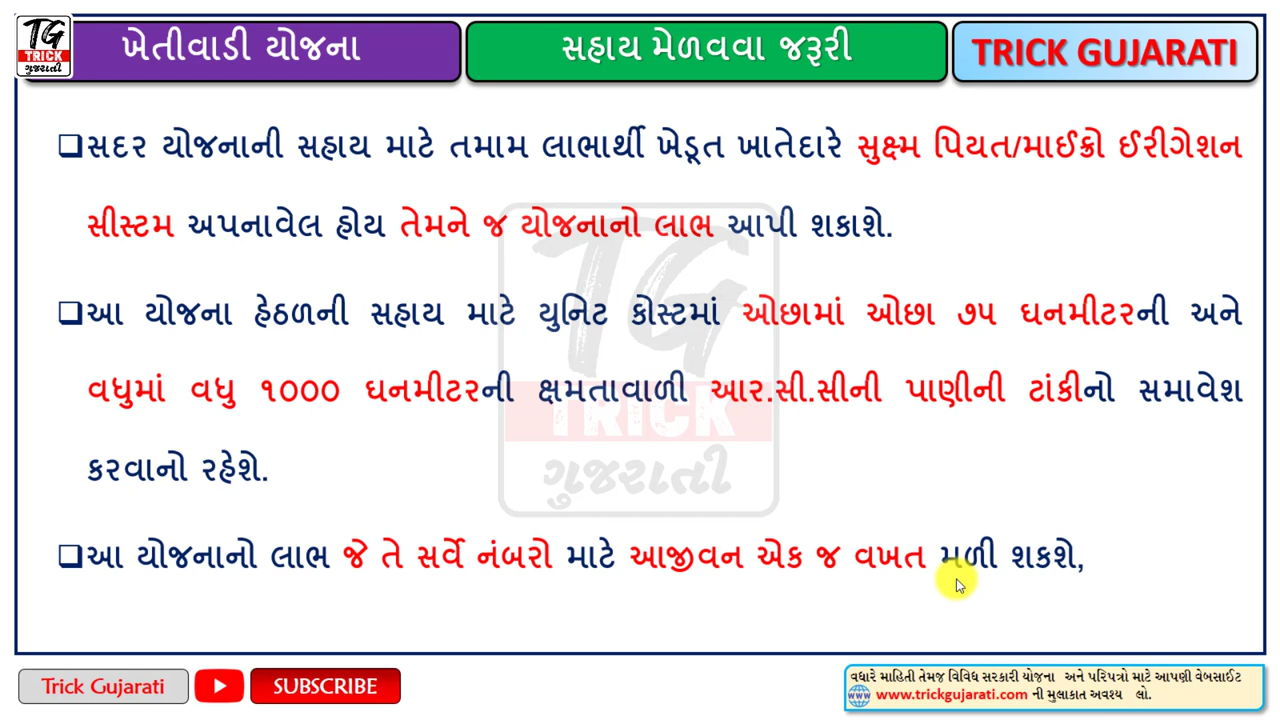 TG
TRICK
ગુજરાતી
ખેતીવાડી યોજના
સહાય મેળવવા જરૂરી
TRICK GUJARATI
સદર યોજનાની સહાય માટે તમામ લાભાર્થી ખેડૂત ખાતેદારે સુક્ષ્મ પિયત/માઈક્રો ઈરીગેશન
સીસ્ટમ અપનાવેલ હોય તેમને જ યોજનાનો લાભ આપી શકાશે.
આ યોજના હેઠળની સહાય માટે યુનિટ કોસ્ટમાં ઓછામાં ઓછા ૭૫ ઘનમીટરની અને
વધુમાં વધુ ૧૦૦૦ ઘનમીટરની ક્ષમતાવાળી આર.સી.સીની પાણીની ટાંકીનો સમાવેશ
કરવાનો રહેશે.
આ યોજનાનો લાભ જે તે સર્વે નંબરો માટે આજીવન એક જ વખત મળી શકશે,
TG
TRICK
ગુજરાતી
Trick Gujarati
SUBSCRIBE
વધારે માહિતી તેમજ વિવિધ સરકારી યોજના અને પરિપત્રો માટે આપણી વેબસાઈટ
www.trickgujarati.com ની મુલાકાત અવશ્ય લો.